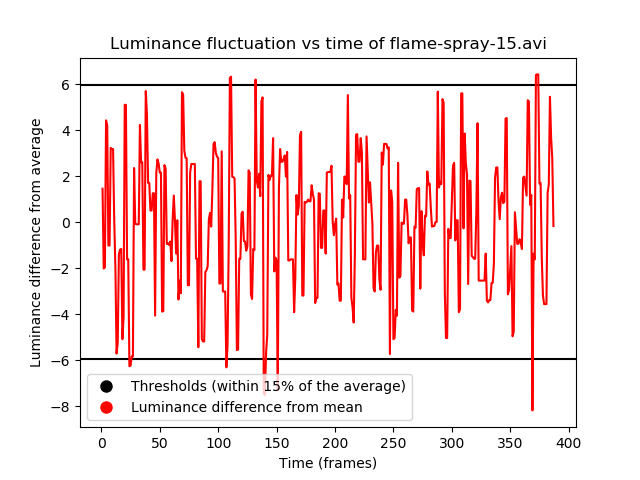 Luminance fluctuation vs time of flame-spray-15.avi
Luminance difference from average
6
4
2
0
−2
−4
−6
−8
Thresholds (within 15% of the average)
Luminance difference from mean
0 50 100 150 200 250 300 350 400
Time (frames)